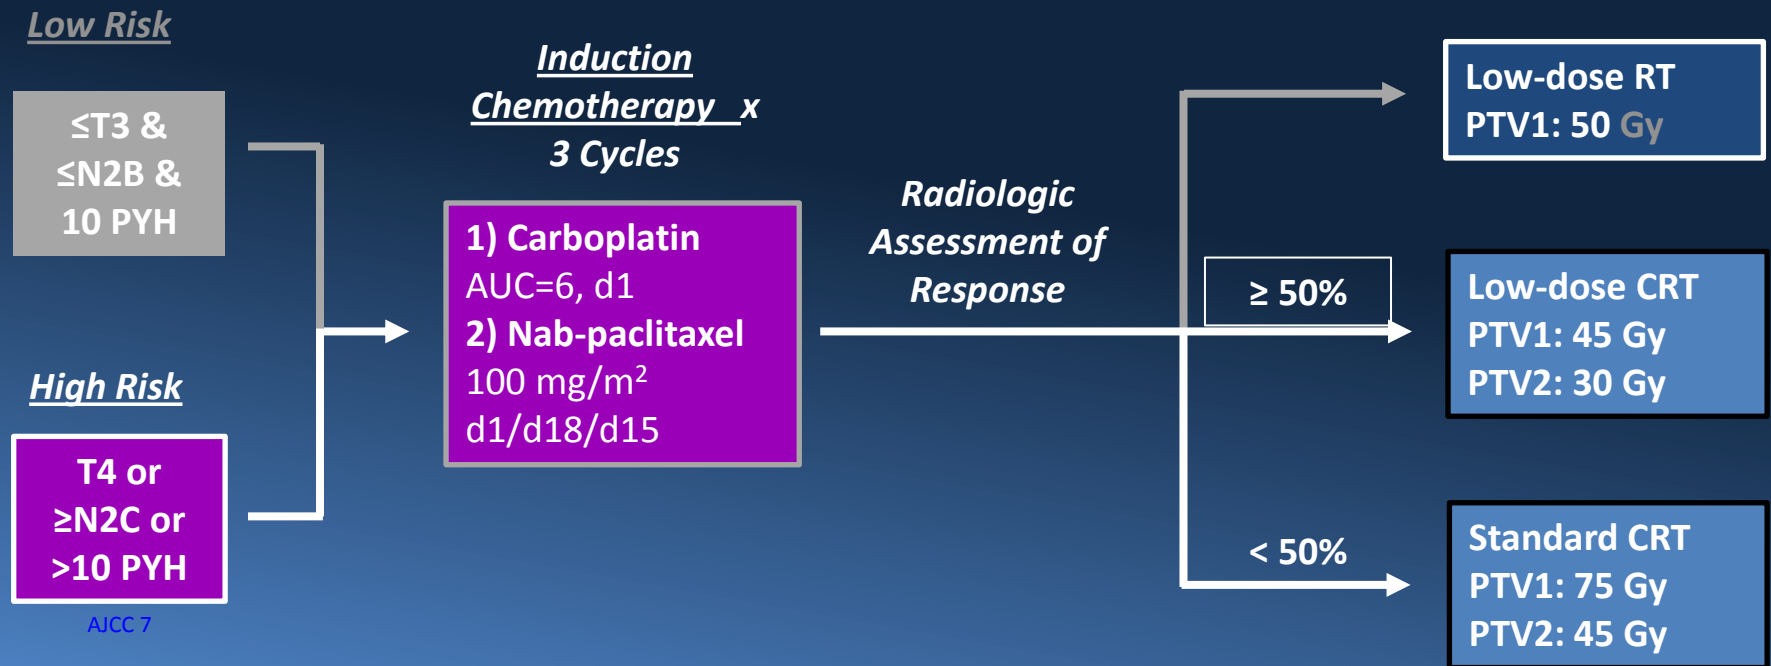 Low Risk
≤T3 &
≤N2B &
10 PYH
High Risk
T4 or
≥N2C or
>10 PYH
AJCC 7
Induction
Chemotherapy x
3 Cycles
1) Carboplatin
AUC=6, d1
2) Nab-paclitaxel
100 mg/m²
d1/d18/d15
Radiologic
Assessment of
Response
≥ 50%
< 50%
Low-dose RT
PTV1: 50 Gy
Low-dose CRT
PTV1: 45 Gy
PTV2: 30 Gy
Standard CRT
PTV1: 75 Gy
PTV2: 45 Gy